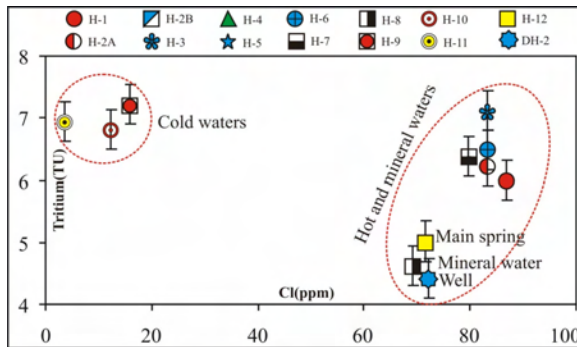 H-1 H-2B H-4 H-6 H-8 H-10 H-12
H-2A H-3 H-5 H-7 H-9 H-11 DH-2
8
7
6
5
4
Tritium(TU)
Cold waters
Hot and mineral waters
Main spring
Mineral water
Well
Cl(ppm)
0 20 40 60 80 100